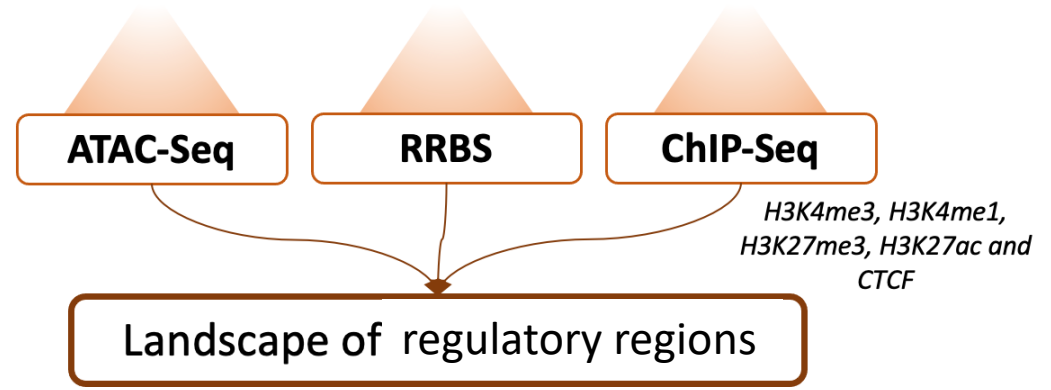 ATAC-Seq
RRBS
ChIP-Seq
H3K4me3, H3K4me1,
H3K27me3, H3K27ac and
CTCF
Landscape of regulatory regions